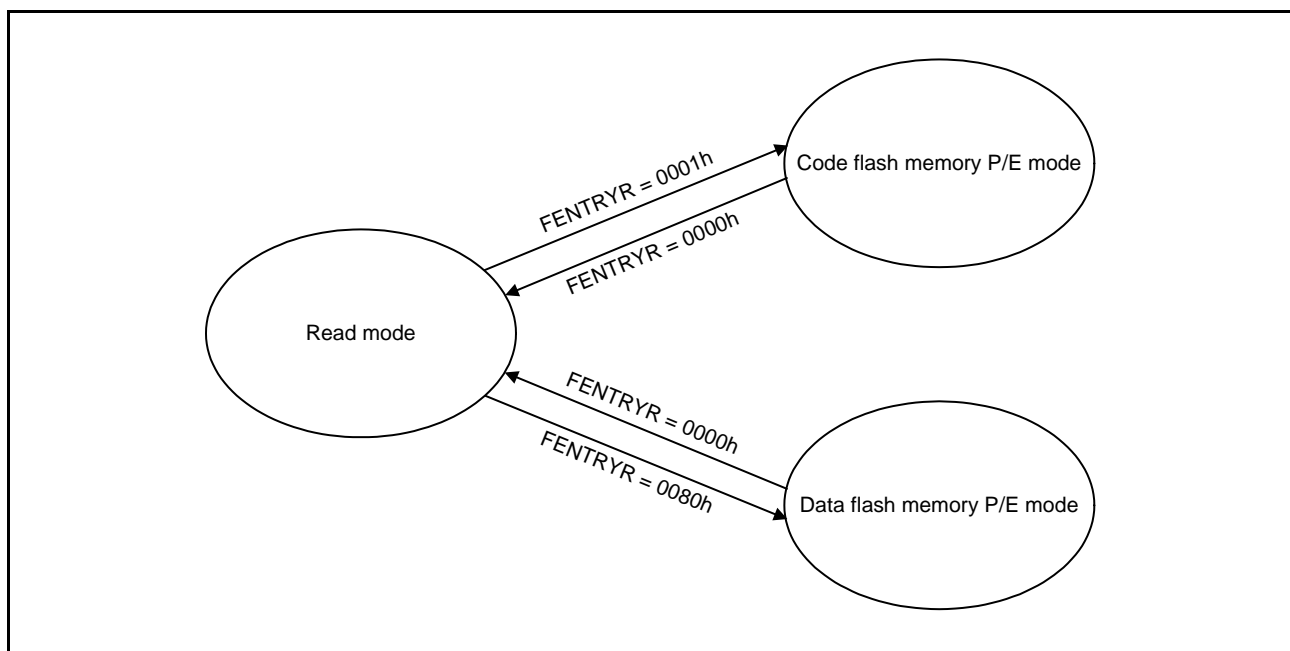 Code flash memory P/E mode
FENTRYR = 0001h
FENTRYR = 0000h
Read mode
FENTRYR = 0000h
FENTRYR = 0080h
Data flash memory P/E mode